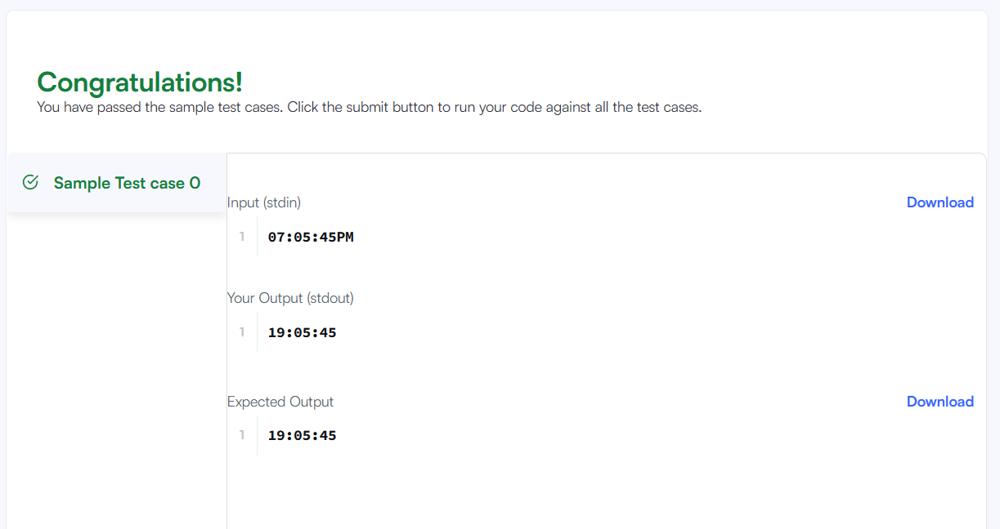 Congratulations!
You have passed the sample test cases. Click the submit button to run your code against all the test cases.
Sample Test case 0
Input (stdin)
Download
1
07:05:45PM
Your Output (stdout)
1
19:05:45
Expected Output
Download
1
19:05:45